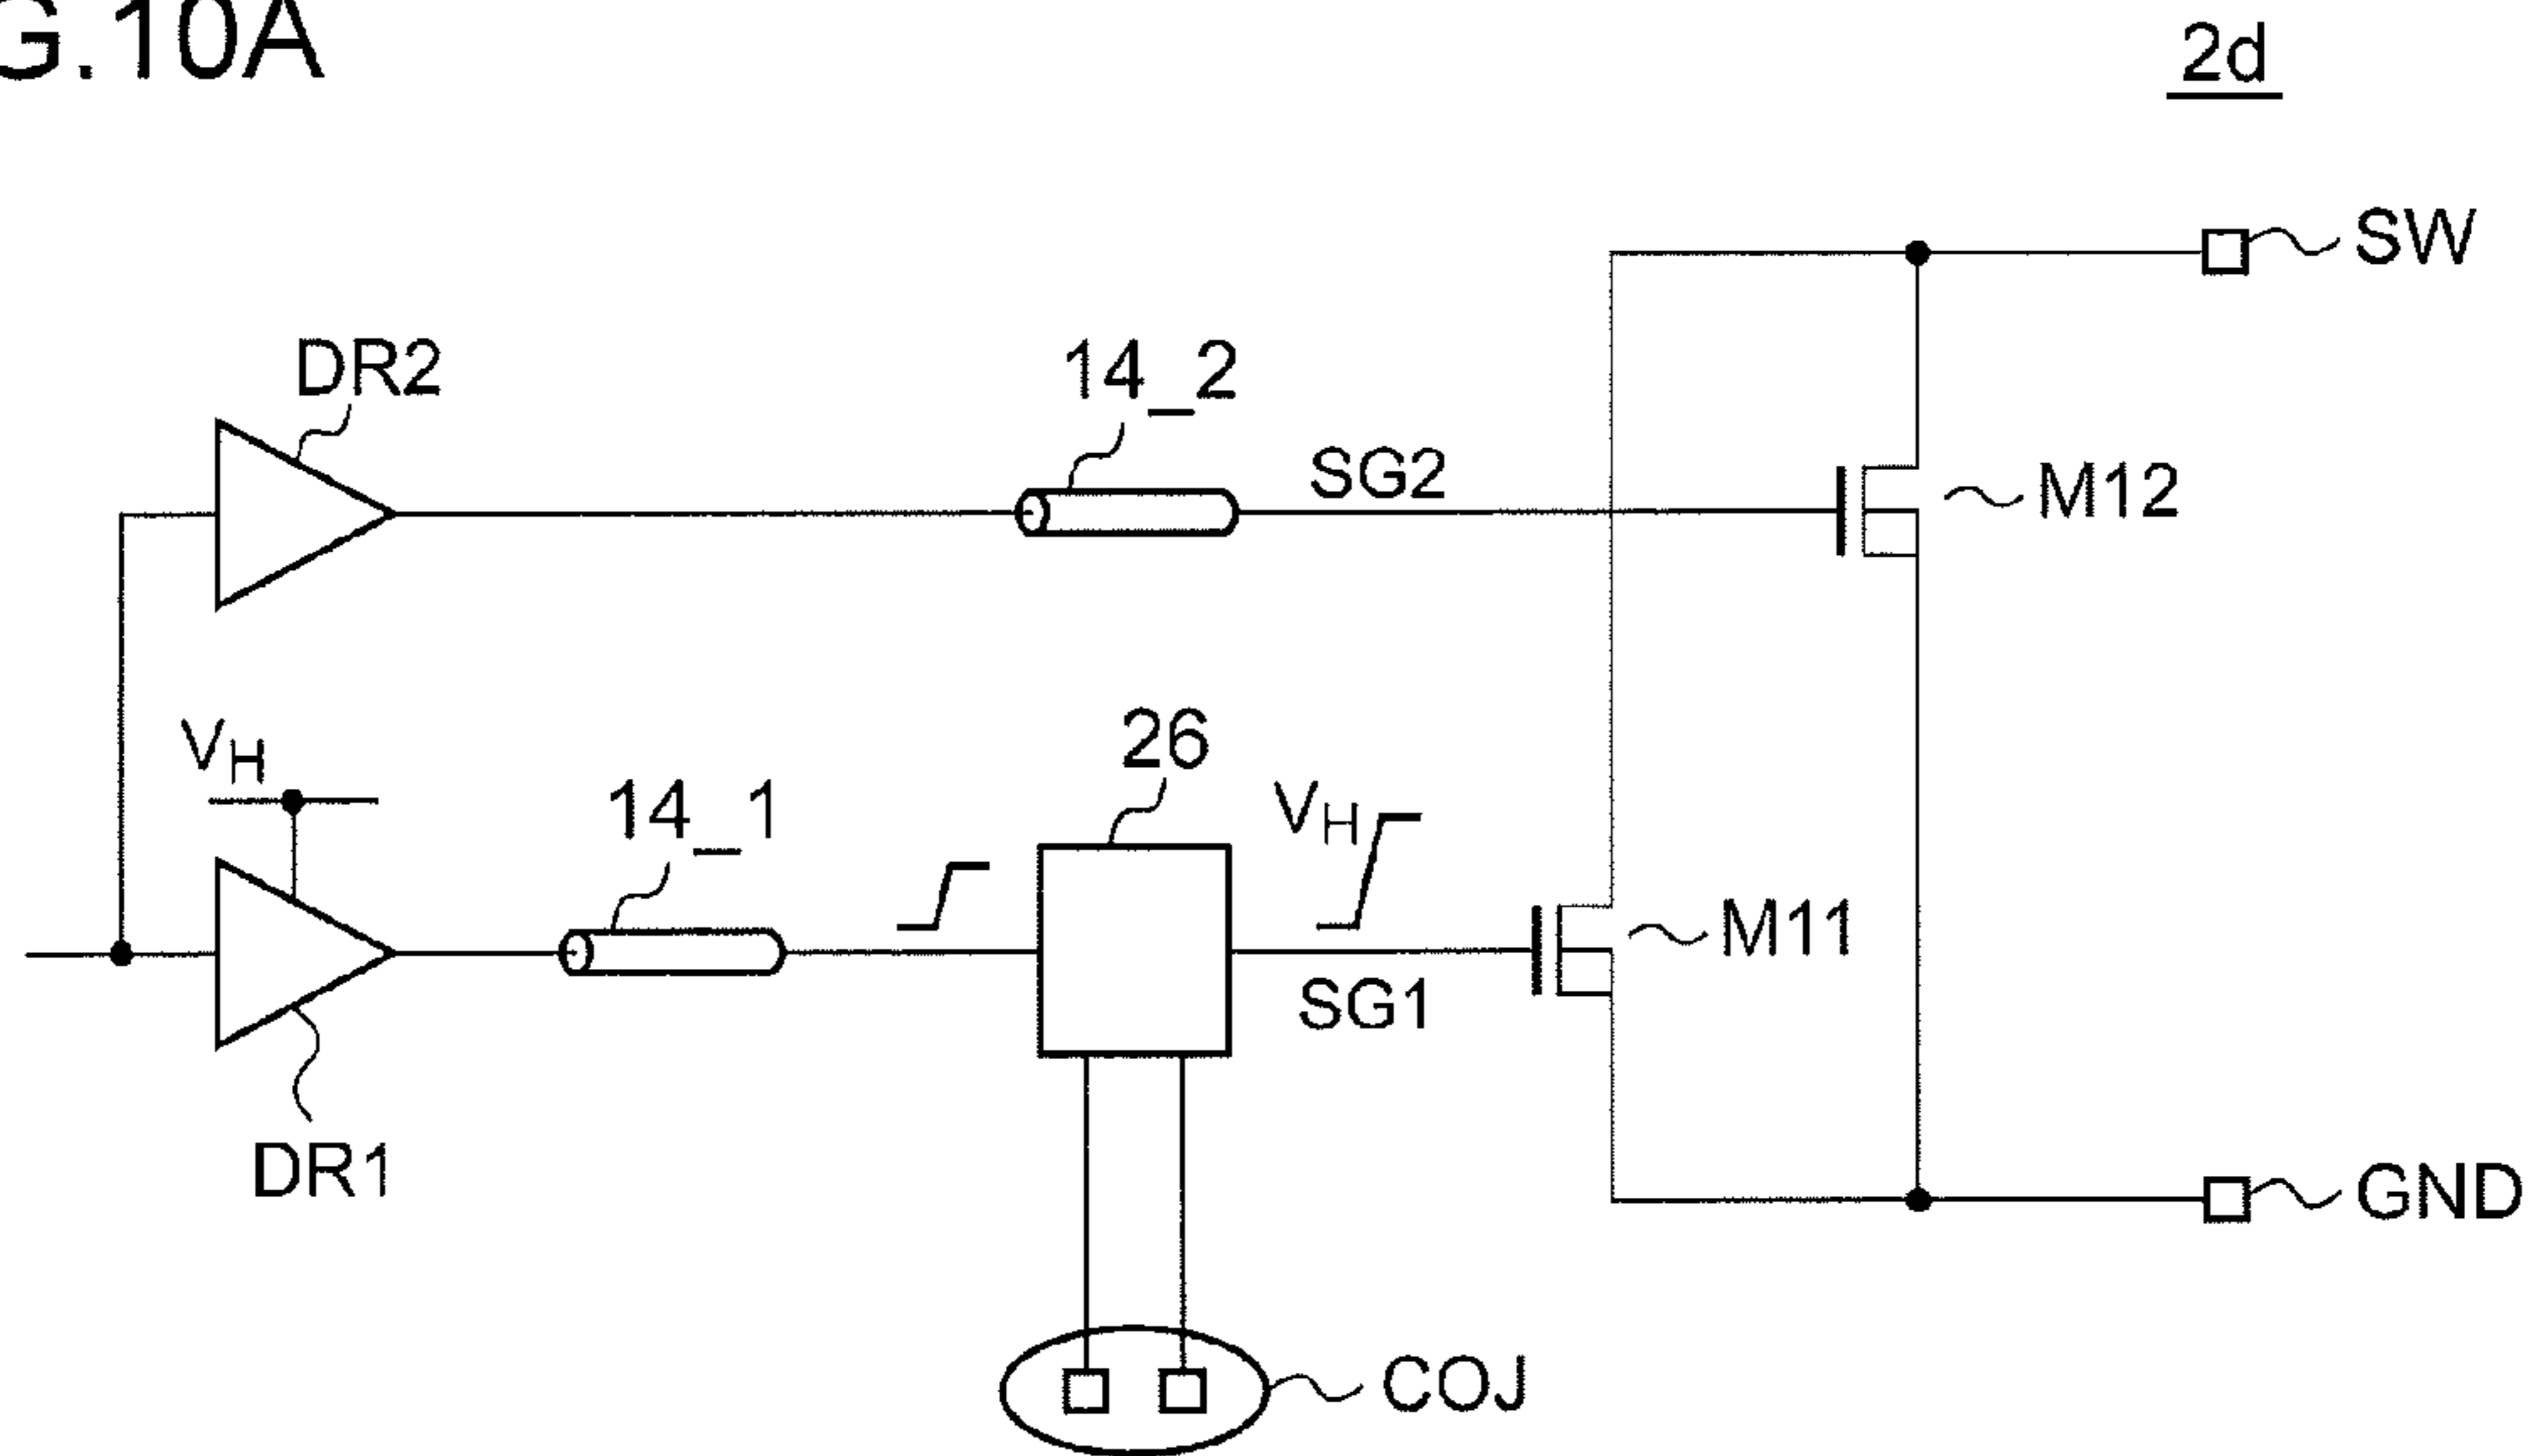 G.10A
2d
SW
DR2
14_2
SG2
M12
VH
14_1
26
VH
M11
SG1
DR1
GND
COJ